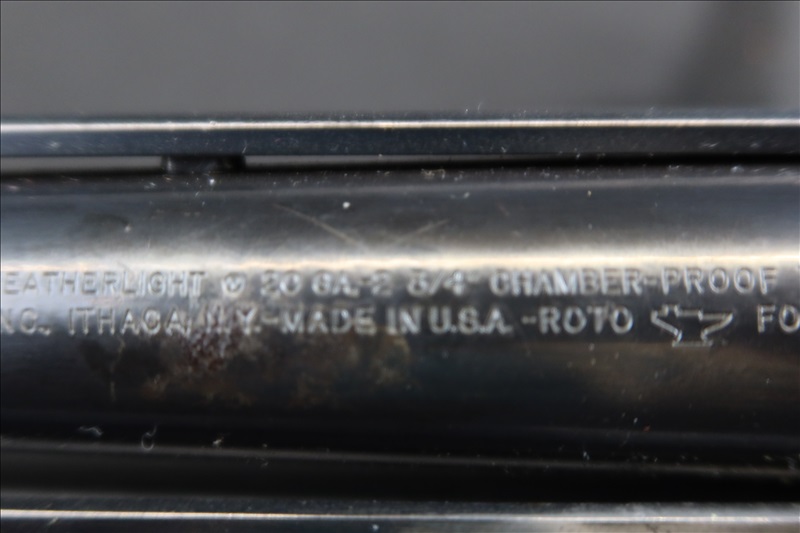 EATHERLIGHT Ⓜ 20 GA.-2 3/4 CHAMBER-PROOF
NC., ITHACA, N.Y.-MADE IN U.S.A. -ROTO FO